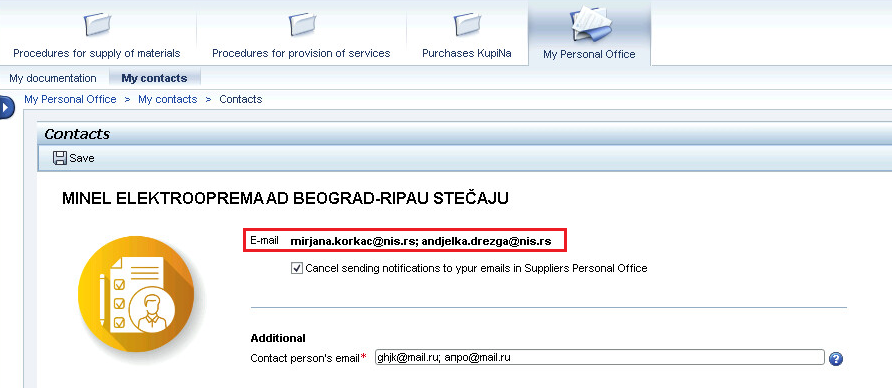 Procedures for supply of materials
Procedures for provision of services
Purchases KupiNa
My Personal Office
My documentation
My contacts
My Personal Office > My contacts > Contacts
Contacts
Save
MINEL ELEKTROOPREMA AD BEOGRAD-RIPAU STEČAJU
E-mail mirjana.korkac@nis.rs; andjelka.drezga@nis.rs
Cancel sending notifications to ypur emails in Suppliers Personal Office
Additional
Contact person's email* ghjk@mail.ru; апро@mail.ru
?